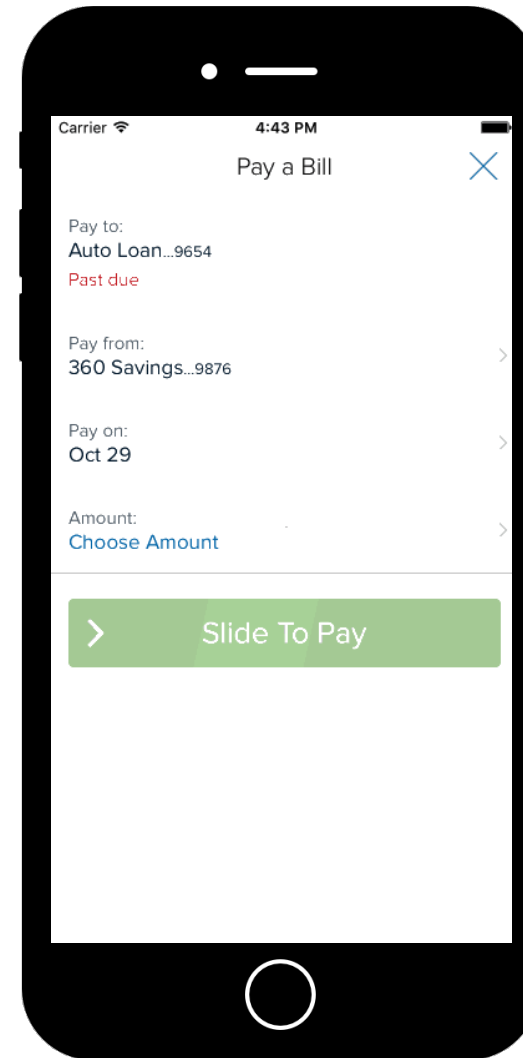 Carrier
4:43 PM
Pay a Bill
Pay to:
Auto Loan...9654
Past due
Pay from:
360 Savings...9876
Pay on:
Oct 29
Amount:
Choose Amount
Slide To Pay